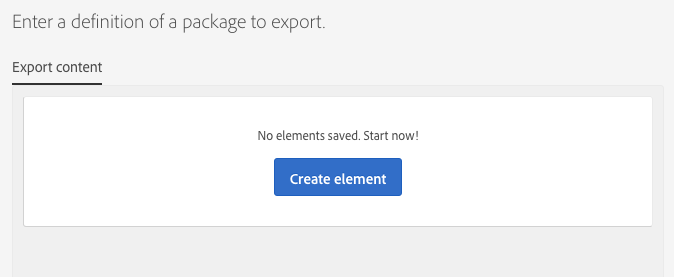 Enter a definition of a package to export.
Export content
No elements saved. Start now!
Create element